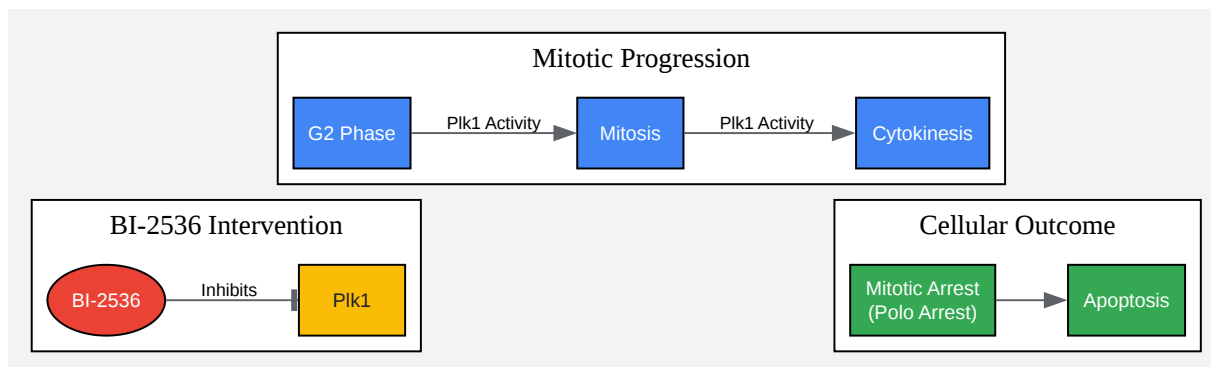 Mitotic Progression
G2 Phase
Plk1 Activity
Mitosis
Plk1 Activity
Cytokinesis
BI-2536 Intervention
BI-2536
Inhibits
Plk1
Cellular Outcome
Mitotic Arrest
(Polo Arrest)
Apoptosis